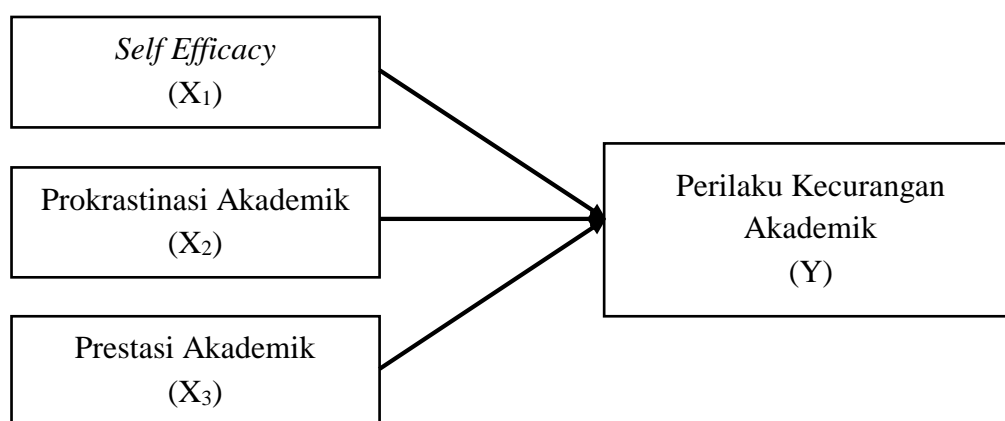 Self Efficacy
(X₁)
Prokrastinasi Akademik
(X₂)
Prestasi Akademik
(X₃)
Perilaku Kecurangan
Akademik
(Y)